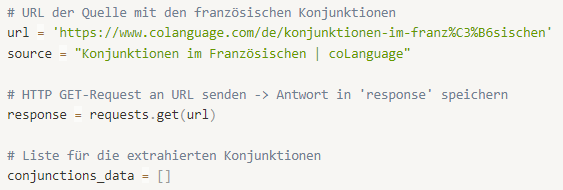 # URL der Quelle mit den französischen Konjunktionen
url = 'https://www.colanguage.com/de/konjunktionen-im-franz%C3%B6sischen'
source = "Konjunktionen im Französischen | coLanguage"
# HTTP GET-Request an URL senden -> Antwort in 'response' speichern
response = requests.get(url)
# Liste für die extrahierten Konjunktionen
conjunctions_data = []